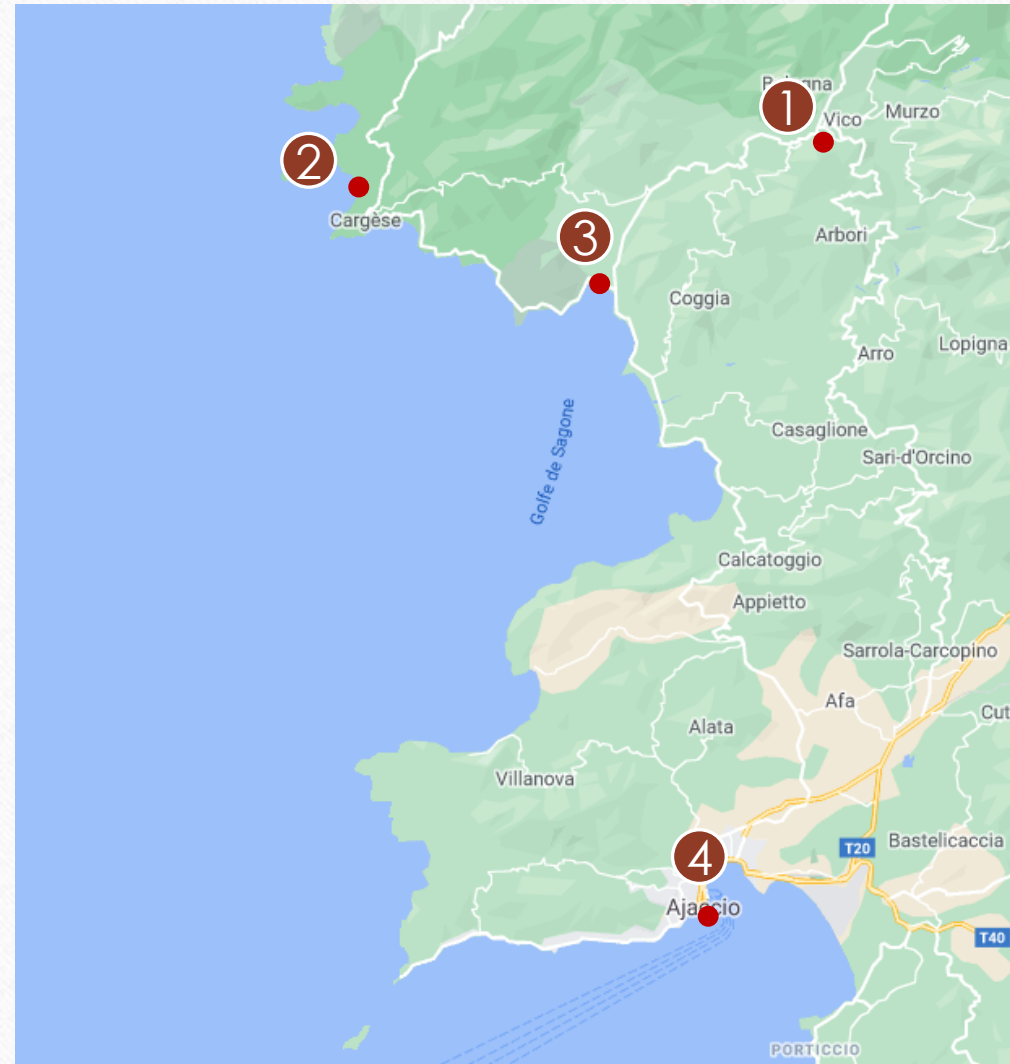 1
Vico
Murzo
2
Cargèse
3
Arbori
Coggia
Arro
Lopigna
Golfe de Sagone
Casaglione
Sari-d'Orcino
Calcatoggio
Appietto
Sarrola-Carcopino
Afa
Cut
Alata
Villanova
4
T20
Bastelicaccia
Ajaccio
T40
PORTICCIO